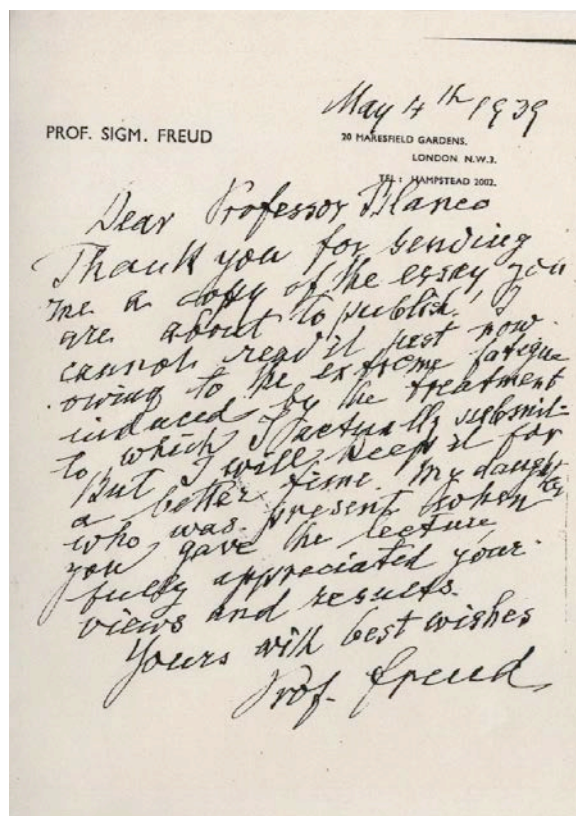 May 4th 1939
PROF. SIGM. FREUD
20 MARESFIELD GARDENS,
LONDON. N.W.3.
TEL: HAMPSTEAD 2002.
Dear Professor Blanco
Thank you for sending
me a copy of the essay you
are about to publish. I
cannot read it just now
owing to the extreme fatigue
induced by the treatment
to which I actually submit-
But I will keep it for
a better time. My daughter
who was present when
you gave the lecture
fully appreciated your
views and results.
Yours with best wishes
Prof. Freud